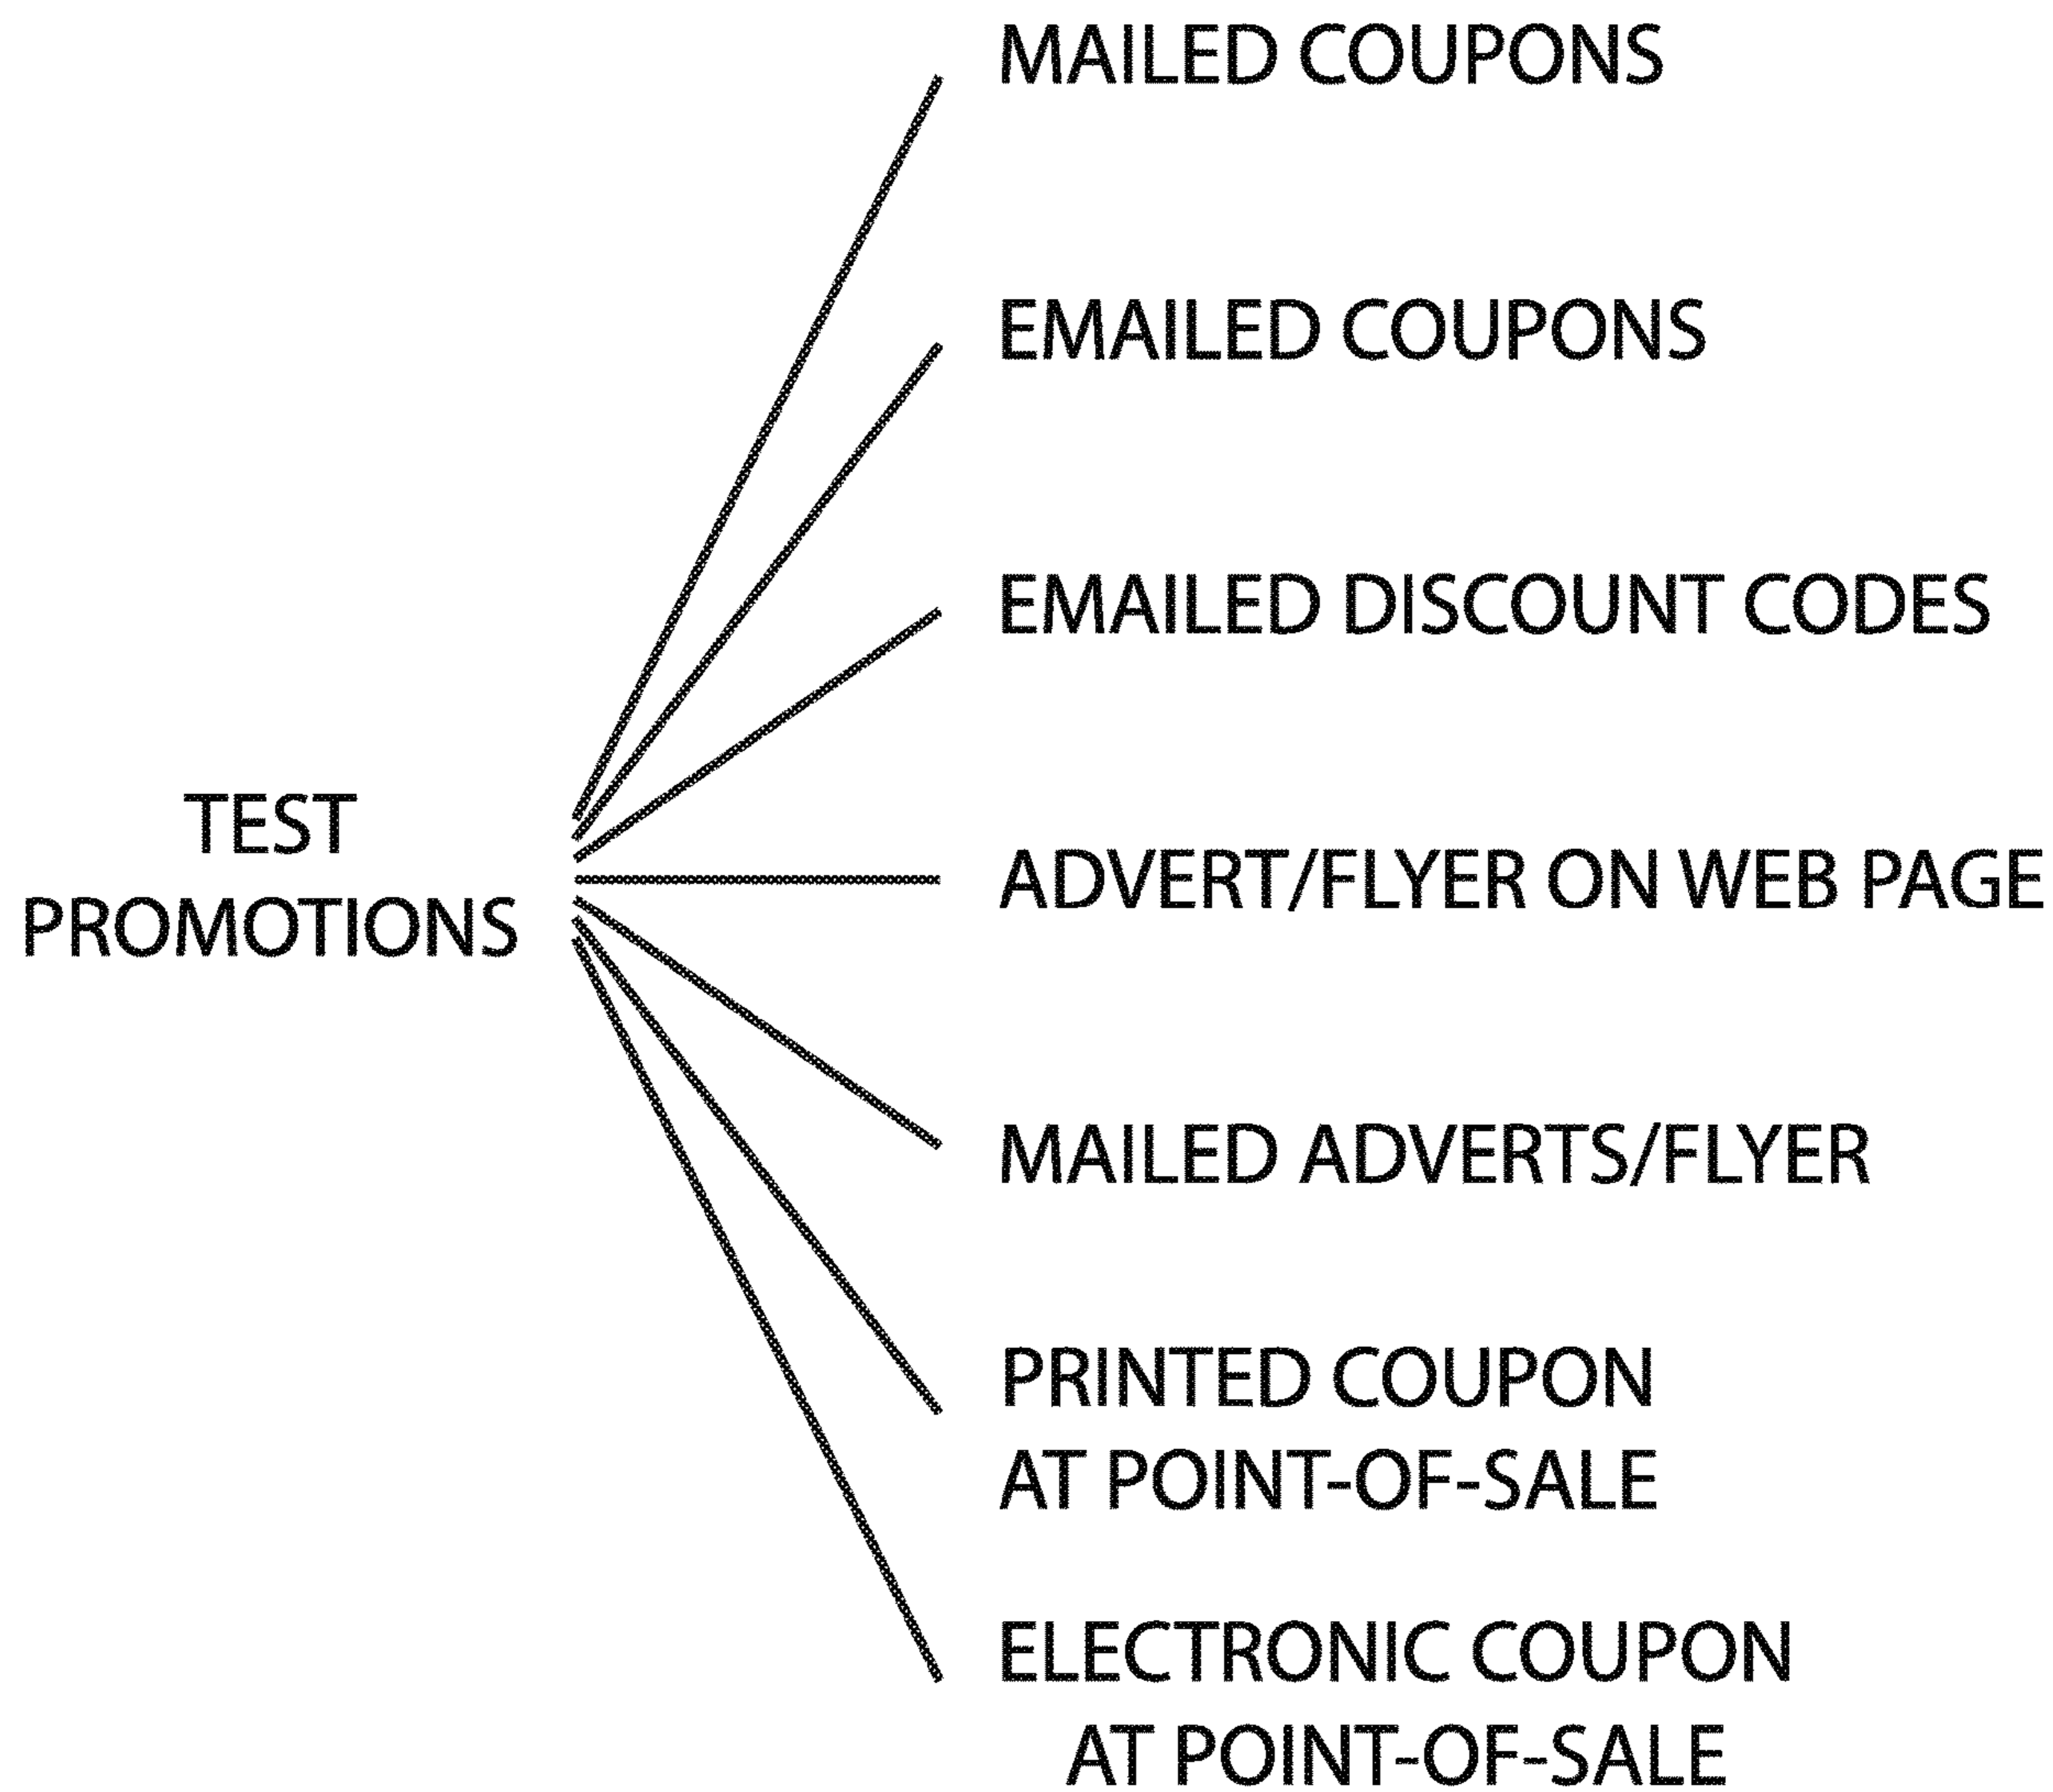 MAILED COUPONS
EMAILED COUPONS
EMAILED DISCOUNT CODES
TEST
PROMOTIONS
ADVERT/FLYER ON WEB PAGE
MAILED ADVERTS/FLYER
PRINTED COUPON
AT POINT-OF-SALE
ELECTRONIC COUPON
AT POINT-OF-SALE